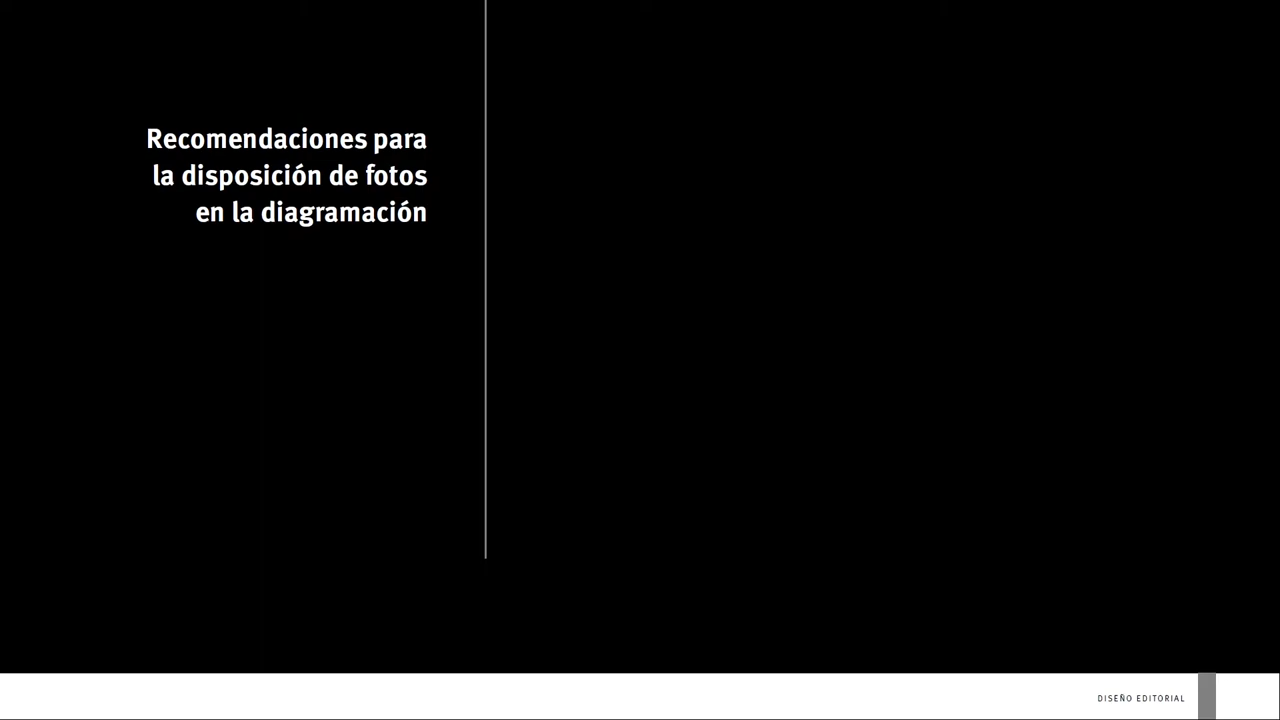 Recomendaciones para
la disposición de fotos
en la diagramación
DISEÑO EDITORIAL